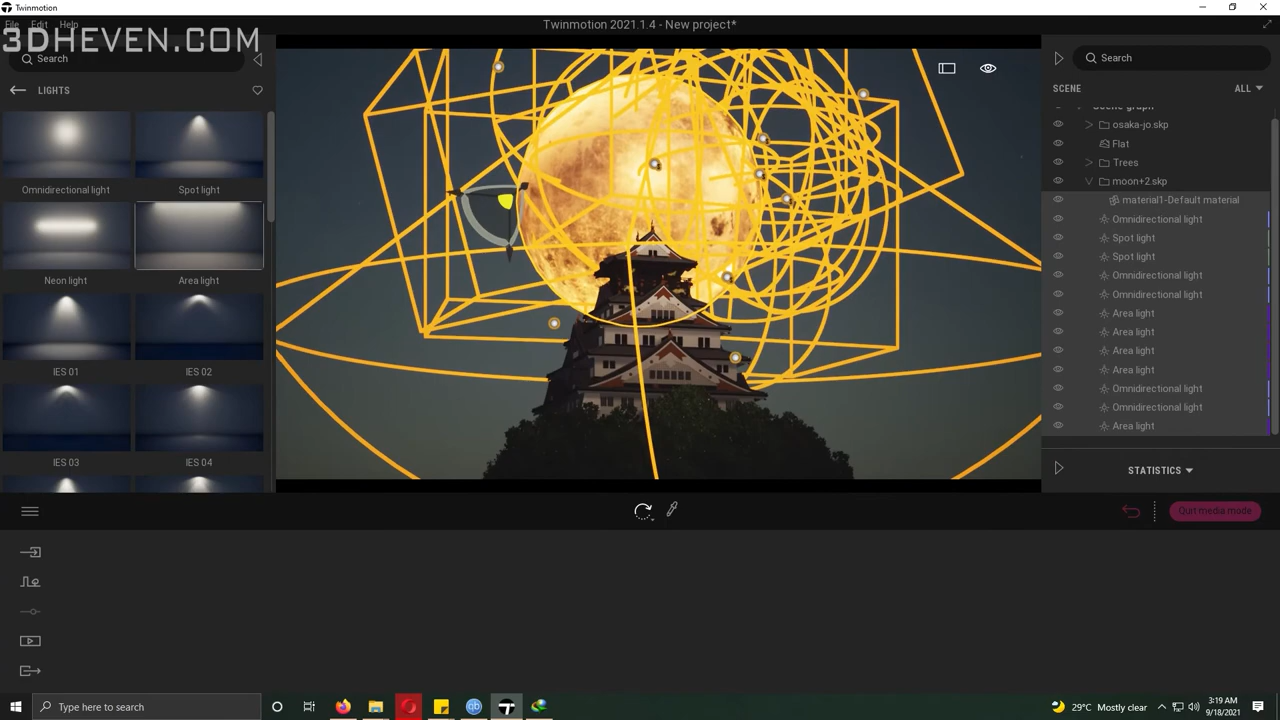 Twinmotion
File Edit Help
Twinmotion 2021.1.4 - New project*
3DHEVEN.COM
Search
LIGHTS
Omnidirectional light
Spot light
Neon light
Area light
IES 01
IES 02
IES 03
IES 04
Search
SCENE
ALL
osaka-jo.skp
Flat
Trees
moon+2.skp
material1-Default material
Omnidirectional light
Spot light
Spot light
Omnidirectional light
Omnidirectional light
Area light
Area light
Area light
Area light
Omnidirectional light
Omnidirectional light
Area light
STATISTICS
Quit media mode
Type here to search
29°C Mostly clear
3:19 AM
9/18/2021